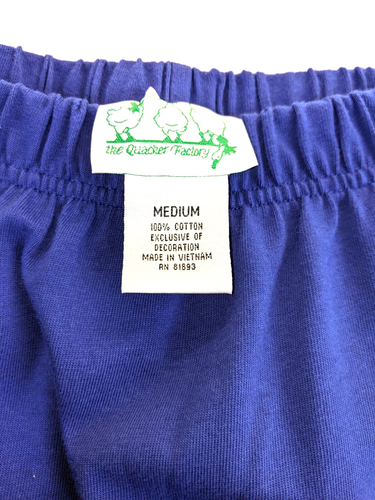 the Quacker Factory
MEDIUM
100% COTTON
EXCLUSIVE OF
DECORATION
MADE IN VIETNAM
RN 81893